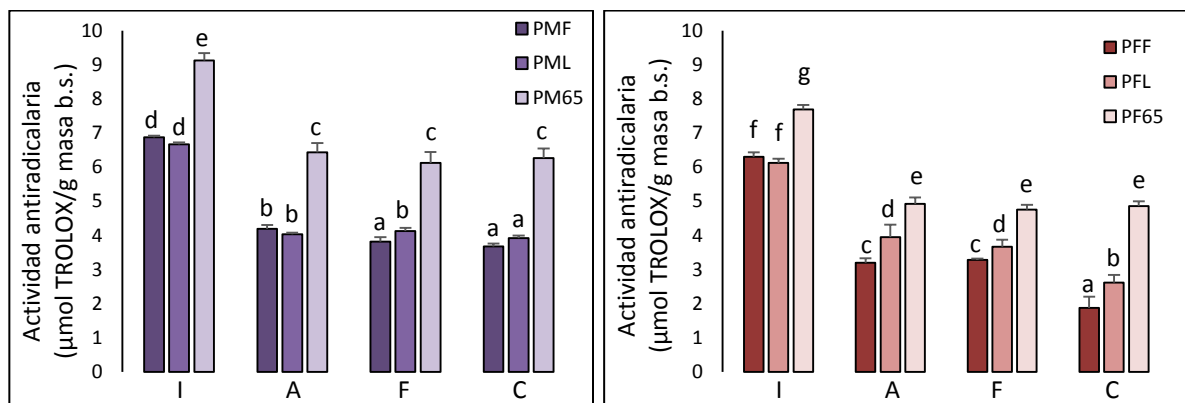 Actividad antiradicalaria
(µmol TROLOX/g masa b.s.)
10
9
8
7
6
5
4
3
2
1
0
PMF
PML
PM65
d d e
b b c
a b c
a a c
I A F C
Actividad antiradicalaria
(µmol TROLOX/g masa b.s.)
10
9
8
7
6
5
4
3
2
1
0
PFF
PFL
PF65
f f g
c d e
c d e
a b e
I A F C